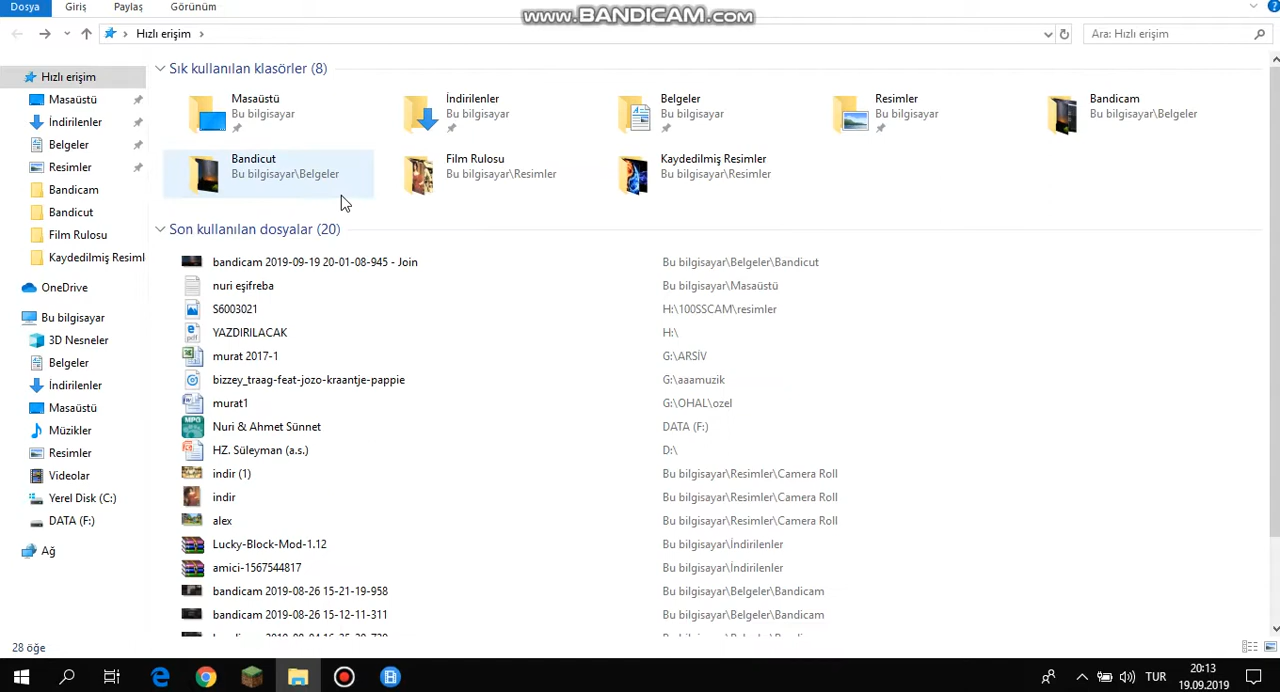 www.BANDICAM.com
Dosya Giriş Paylaş Görünüm
Hızlı erişim
Ara: Hızlı erişim
Hızlı erişim
Masaüstü
İndirilenler
Belgeler
Resimler
Bandicam
Bandicut
Film Rulosu
Kaydedilmiş Resiml
OneDrive
Bu bilgisayar
3D Nesneler
Belgeler
İndirilenler
Masaüstü
Müzikler
Resimler
Videolar
Yerel Disk (C:)
DATA (F:)
Ağ
Sık kullanılan klasörler (8)
Masaüstü
Bu bilgisayar
İndirilenler
Bu bilgisayar
Belgeler
Bu bilgisayar
Resimler
Bu bilgisayar
Bandicam
Bu bilgisayar\Belgeler
Bandicut
Bu bilgisayar\Belgeler
Film Rulosu
Bu bilgisayar\Resimler
Kaydedilmiş Resimler
Bu bilgisayar\Resimler
Son kullanılan dosyalar (20)
bandicam 2019-09-19 20-01-08-945 - Join Bu bilgisayar\Belgeler\Bandicut
nuri eşifreba Bu bilgisayar\Masaüstü
S6003021 H:\100SSCAM\resimler
YAZDIRILACAK H:\
murat 2017-1 G:\ARSİV
bizzey_traag-feat-jozo-kraantje-pappie G:\aaamuzik
murat1 G:\OHAL\ozel
Nuri & Ahmet Sünnet DATA (F:)
HZ. Süleyman (a.s.) D:\
indir (1) Bu bilgisayar\Resimler\Camera Roll
indir Bu bilgisayar\Resimler\Camera Roll
alex Bu bilgisayar\Resimler\Camera Roll
Lucky-Block-Mod-1.12 Bu bilgisayar\İndirilenler
amici-1567544817 Bu bilgisayar\İndirilenler
bandicam 2019-08-26 15-21-19-958 Bu bilgisayar\Belgeler\Bandicam
bandicam 2019-08-26 15-12-11-311 Bu bilgisayar\Belgeler\Bandicam
28 öğe
TUR
20:13
19.09.2019